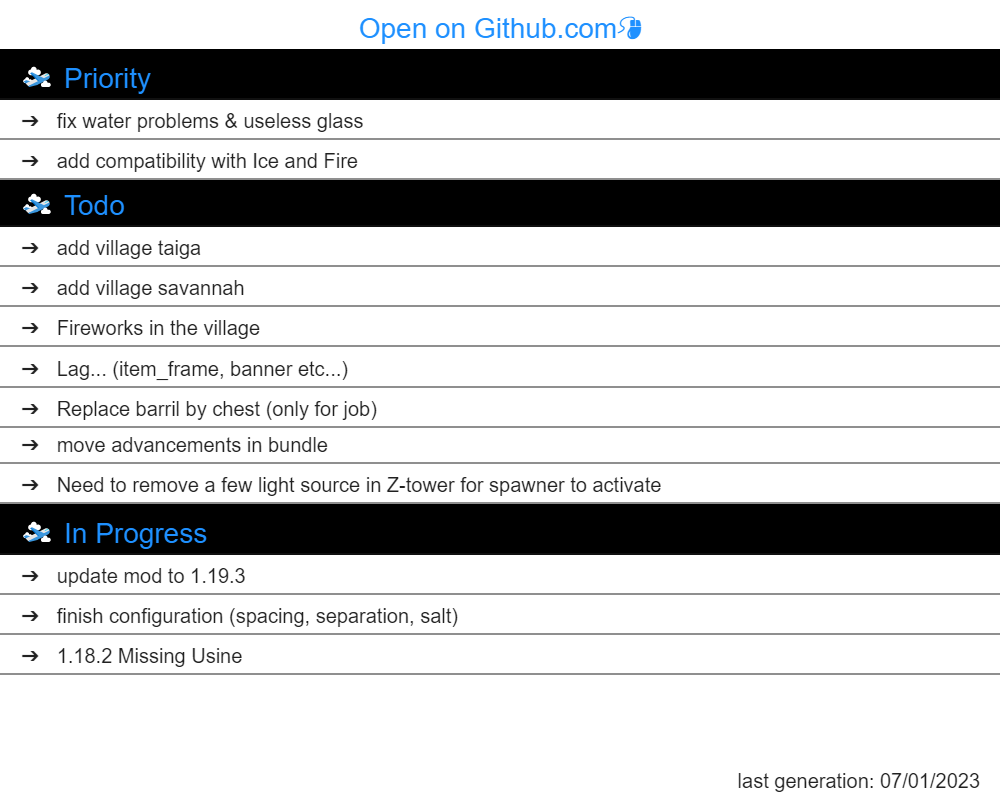 Open on Github.com
Priority
➔ fix water problems & useless glass
➔ add compatibility with Ice and Fire
Todo
➔ add village taiga
➔ add village savannah
➔ Fireworks in the village
➔ Lag... (item_frame, banner etc...)
➔ Replace barril by chest (only for job)
➔ move advancements in bundle
➔ Need to remove a few light source in Z-tower for spawner to activate
In Progress
➔ update mod to 1.19.3
➔ finish configuration (spacing, separation, salt)
➔ 1.18.2 Missing Usine
last generation: 07/01/2023